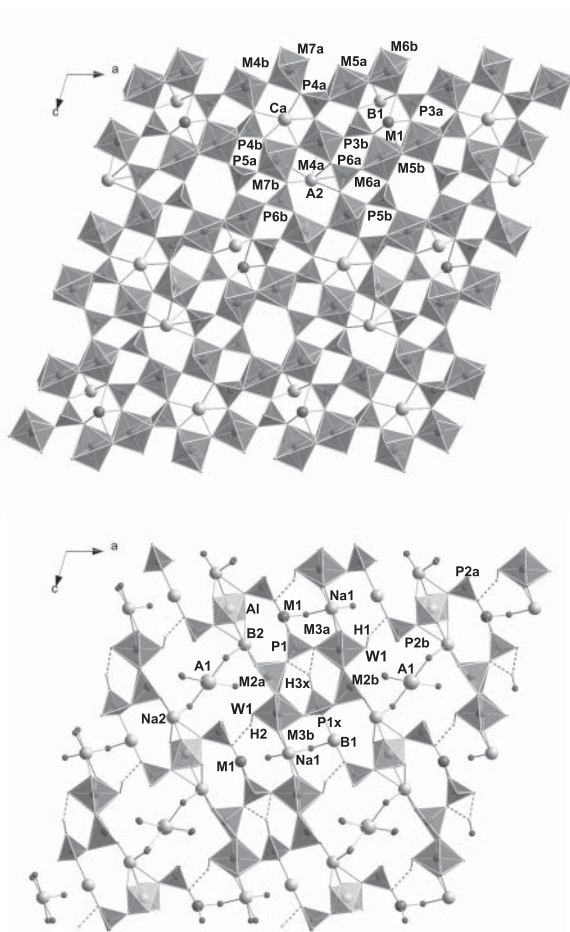 M7a
M6b
M4b
M5a
a
P4a
c
Ca
B1
P3a
M1
P4b
P3b
P5a
M4a
P6a
M5b
M7b
M6a
A2
P6b
P5b
a
c
P2a
Al
M1
Na1
B2
M3a
H1
P1
P2b
W1
A1
A1
M2a
H3x
M2b
W1
Na2
P1x
H2
M3b
B1
M1
Na1